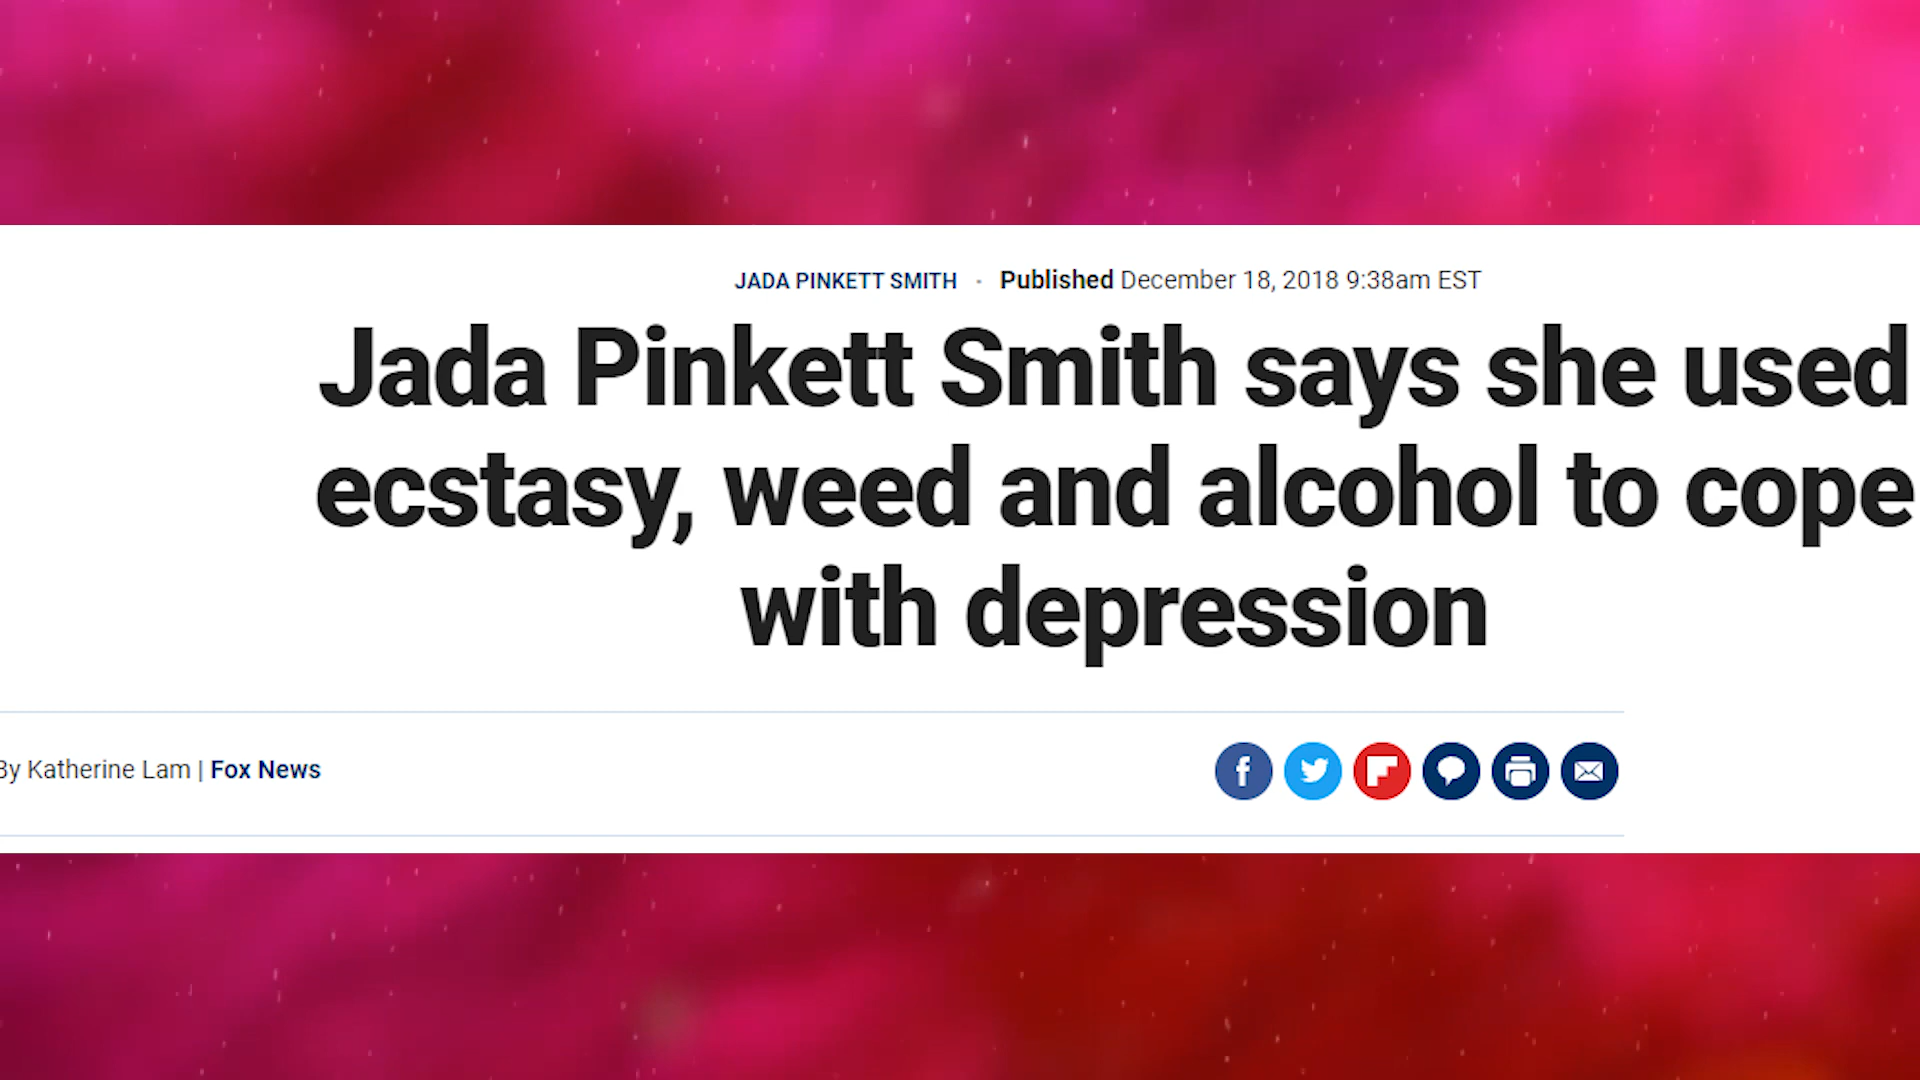 JADA PINKETT SMITH · Published December 18, 2018 9:38am EST
Jada Pinkett Smith says she used
ecstasy, weed and alcohol to cope
with depression
By Katherine Lam | Fox News